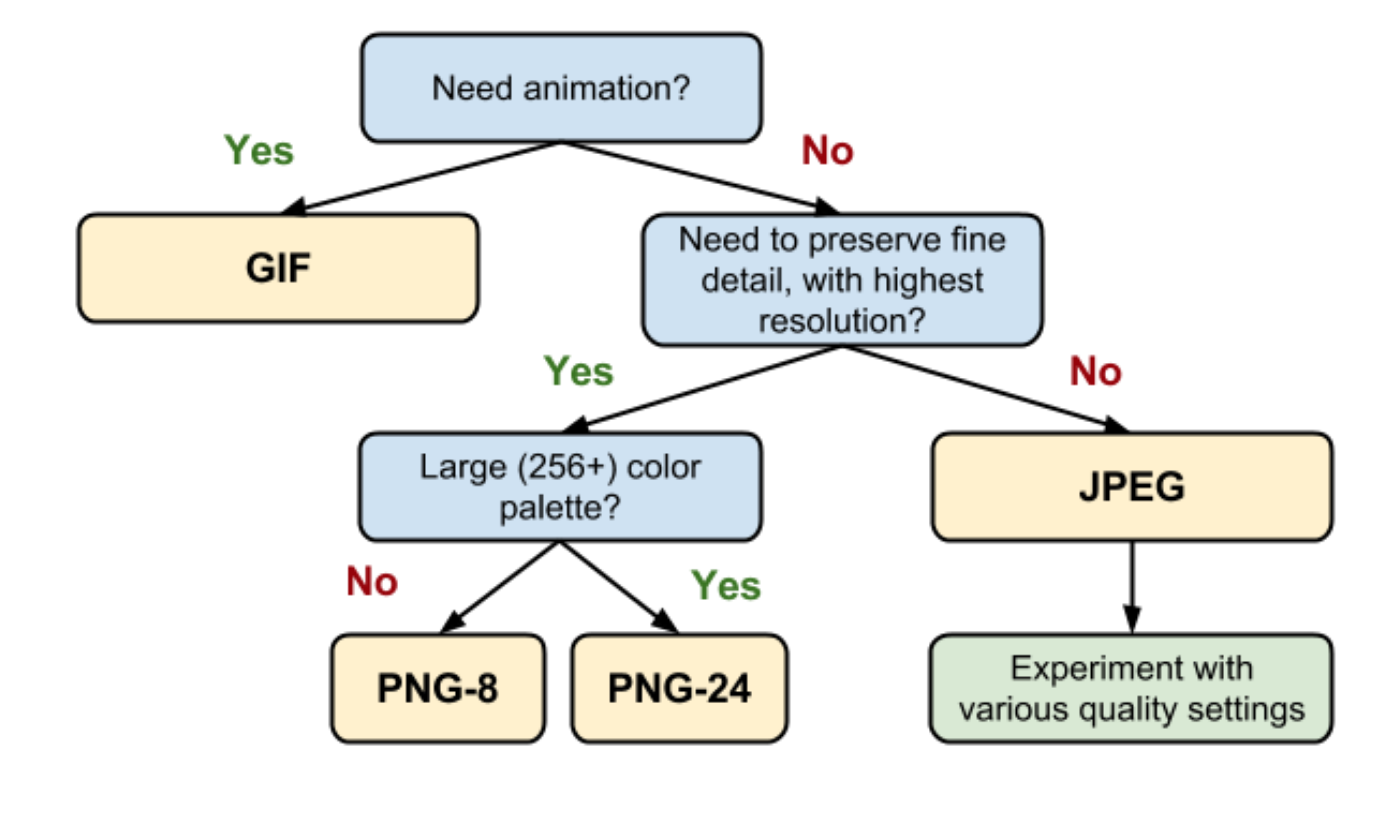 Need animation?
Yes
No
GIF
Need to preserve fine
detail, with highest
resolution?
Yes
No
Large (256+) color
palette?
JPEG
No
Yes
PNG-8
PNG-24
Experiment with
various quality settings